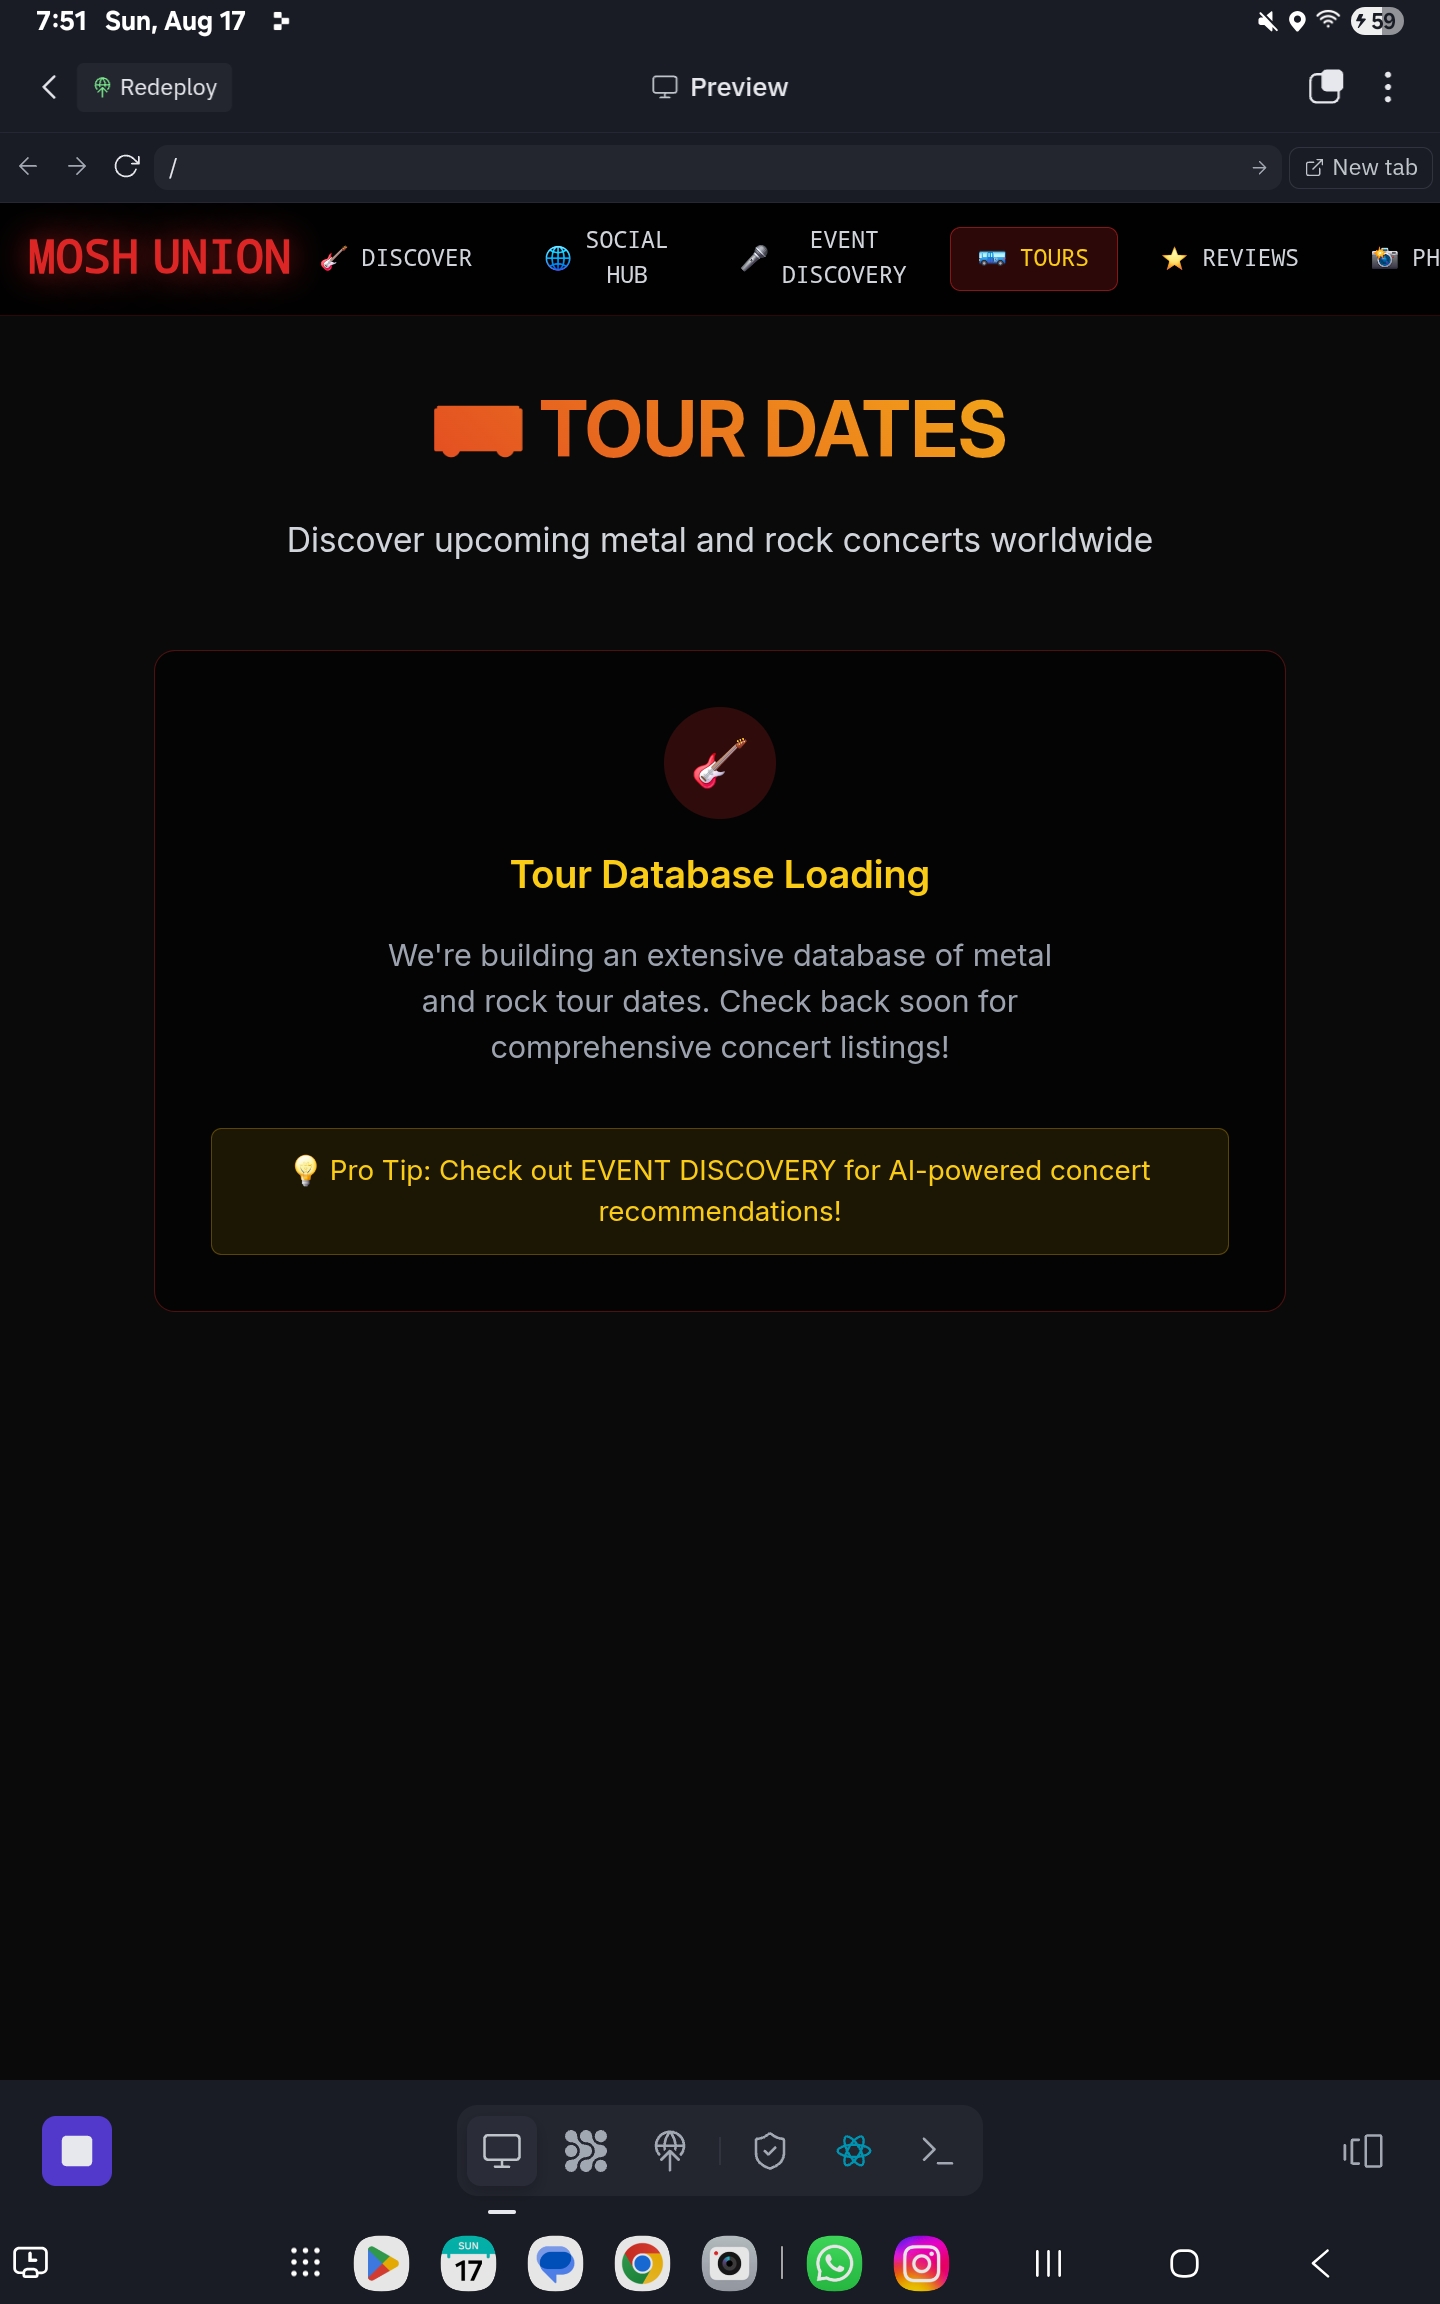 7:51 Sun, Aug 17
59
Redeploy
Preview
/
New tab
MOSH UNION
DISCOVER
SOCIAL
HUB
EVENT
DISCOVERY
TOURS
REVIEWS
PH
TOUR DATES
Discover upcoming metal and rock concerts worldwide
Tour Database Loading
We're building an extensive database of metal
and rock tour dates. Check back soon for
comprehensive concert listings!
Pro Tip: Check out EVENT DISCOVERY for AI-powered concert
recommendations!
SUN
17